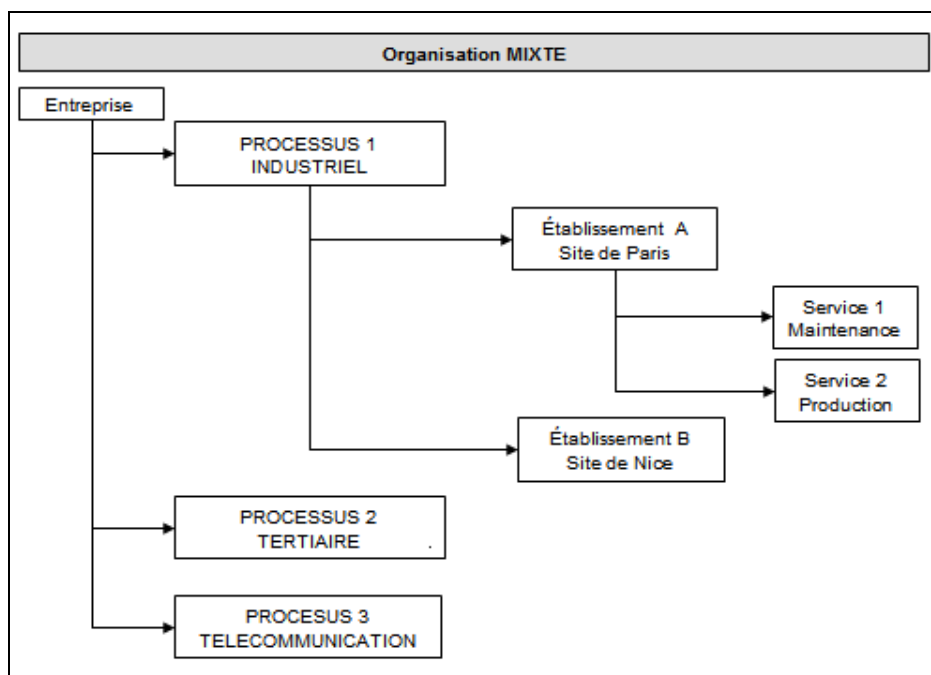 Organisation MIXTE
Entreprise
PROCESSUS 1
INDUSTRIEL
Établissement A
Site de Paris
Service 1
Maintenance
Service 2
Production
Établissement B
Site de Nice
PROCESSUS 2
TERTIAIRE .
PROCESUS 3
TELECOMMUNICATION